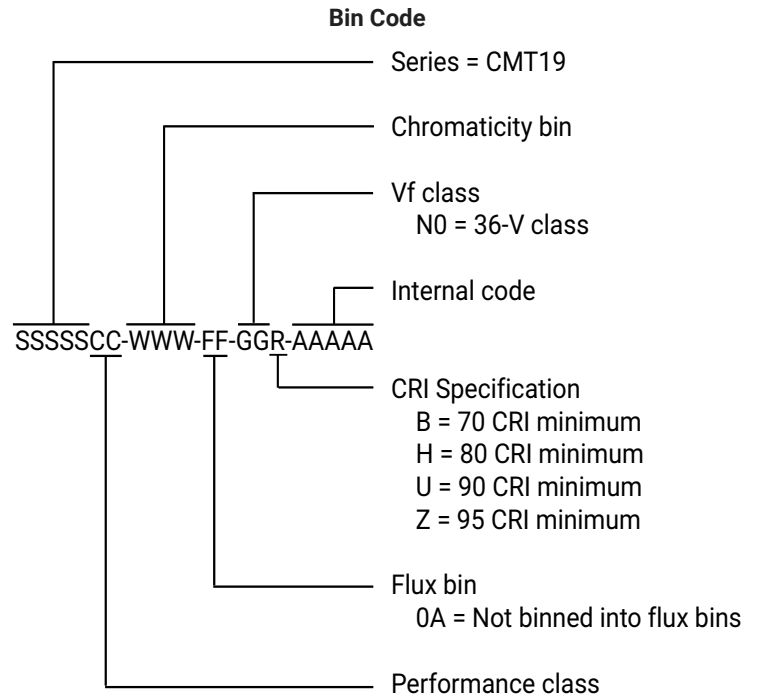 Bin Code
Series = CMT19
Chromaticity bin
Vf class
N0 = 36-V class
Internal code
SSSSSCC-WWW-FF-GGR-AAAAA
CRI Specification
B = 70 CRI minimum
H = 80 CRI minimum
U = 90 CRI minimum
Z = 95 CRI minimum
Flux bin
0A = Not binned into flux bins
Performance class